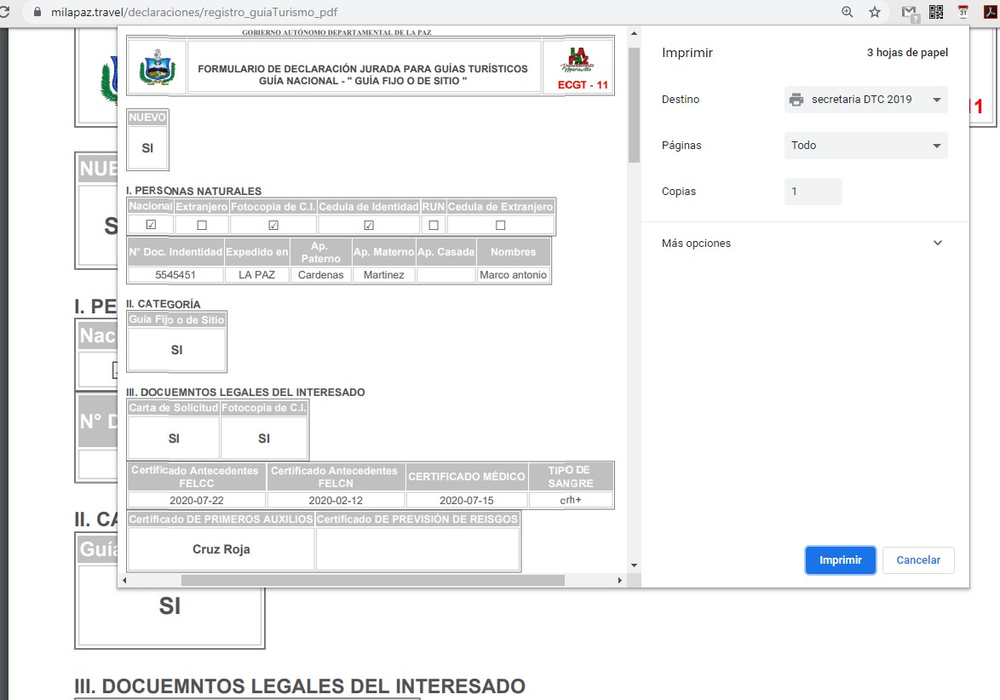 milapaz.travel/declaraciones/registro_guiaTurismo_pdf
GOBIERNO AUTÓNOMO DEPARTAMENTAL DE LA PAZ
FORMULARIO DE DECLARACIÓN JURADA PARA GUÍAS TURÍSTICOS
GUÍA NACIONAL - " GUÍA FIJO O DE SITIO "
ECGT - 11
NUEVO
SI
I. PERSONAS NATURALES
Nacional Extranjero Fotocopia de C.I. Cedula de Identidad RUN Cedula de Extranjero
☑ ☐ ☑ ☑ ☐ ☐
N° Doc. Indentidad Expedido en Ap. Paterno Ap. Materno Ap. Casada Nombres
5545451 LA PAZ Cardenas Martinez Marco antonio
II. CATEGORÍA
Guía Fijo o de Sitio
SI
III. DOCUEMNTOS LEGALES DEL INTERESADO
Carta de Solicitud Fotocopia de C.I.
SI SI
Certificado Antecedentes FELCC Certificado Antecedentes FELCN CERTIFICADO MÉDICO TIPO DE SANGRE
2020-07-22 2020-02-12 2020-07-15 orh+
Certificado DE PRIMEROS AUXILIOS Certificado DE PREVISIÓN DE REISGOS
Cruz Roja
Imprimir 3 hojas de papel
Destino secretaria DTC 2019
Páginas Todo
Copias 1
Más opciones
Imprimir Cancelar
11
NUE
S
I. PE
Nac
N° D
II. CA
Guía
SI
III. DOCUEMNTOS LEGALES DEL INTERESADO